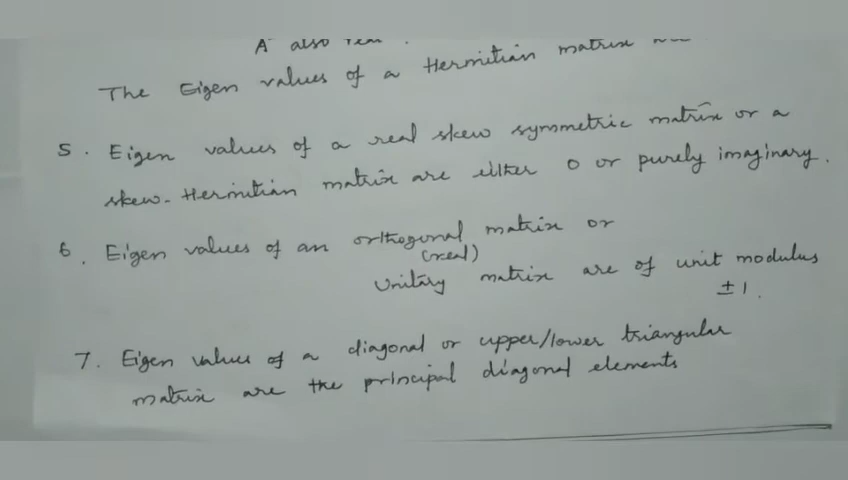 A also
The Eigen values of a Hermitian matrix
5. Eigen values of a real skew symmetric matrix or a
skew-Hermitian matrix are either 0 or purely imaginary.
6. Eigen values of an orthogonal matrix or
(real)
Unitary matrix are of unit modulus
±1.
7. Eigen values of a diagonal or upper/lower triangular
matrix are the principal diagonal elements